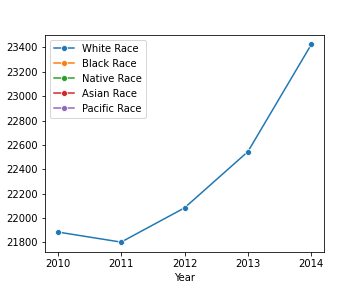 23400
23200
23000
22800
22600
22400
22200
22000
21800
White Race
Black Race
Native Race
Asian Race
Pacific Race
2010 2011 2012 2013 2014
Year